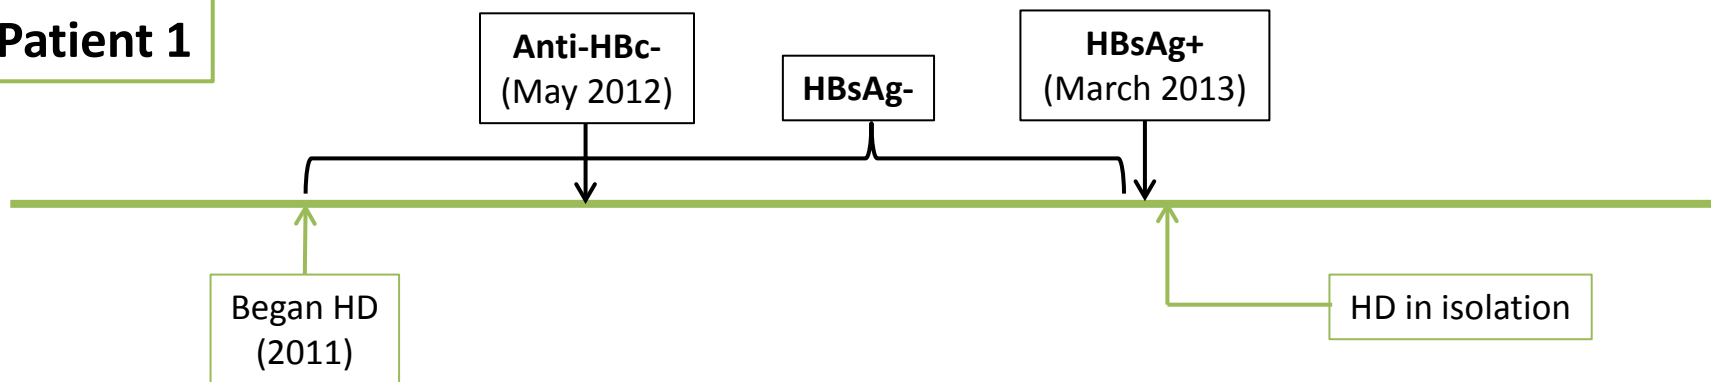 Patient 1
Anti-HBc-
(May 2012)
HBsAg-
HBsAg+
(March 2013)
Began HD
(2011)
HD in isolation